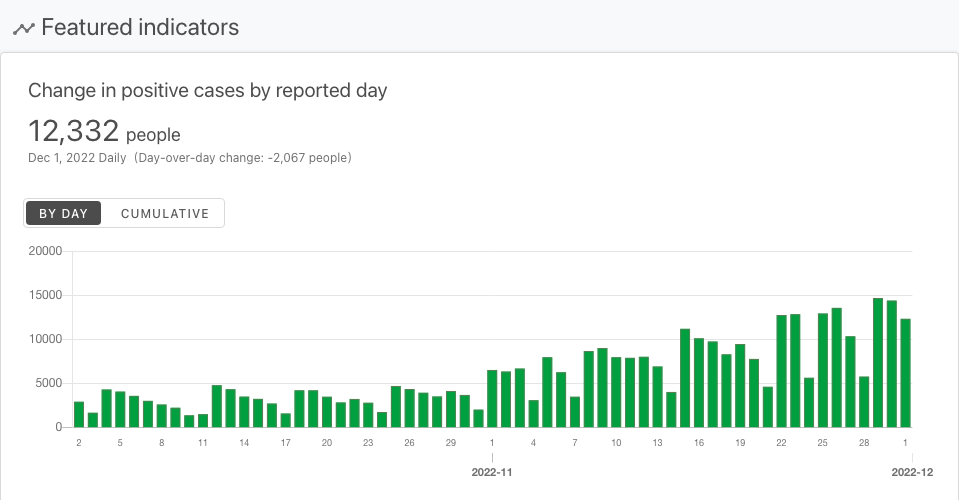 Featured indicators
Change in positive cases by reported day
12,332 people
Dec 1, 2022 Daily (Day-over-day change: -2,067 people)
BY DAY CUMULATIVE
20000
15000
10000
5000
0
2 5 8 11 14 17 20 23 26 29 1 4 7 10 13 16 19 22 25 28 1
2022-11 2022-12